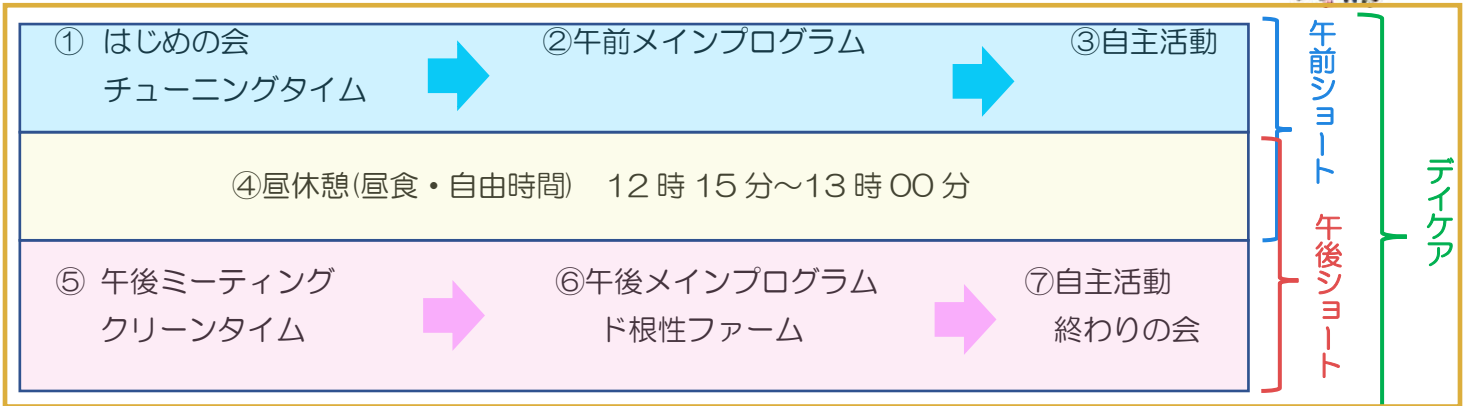 ① はじめの会
チューニングタイム
②午前メインプログラム
③自主活動
④昼休憩(昼食・自由時間) 12時15分～13時00分
⑤ 午後ミーティング
クリーンタイム
⑥午後メインプログラム
ド根性ファーム
⑦自主活動
終わりの会
午前ショート
午後ショート
デイケア